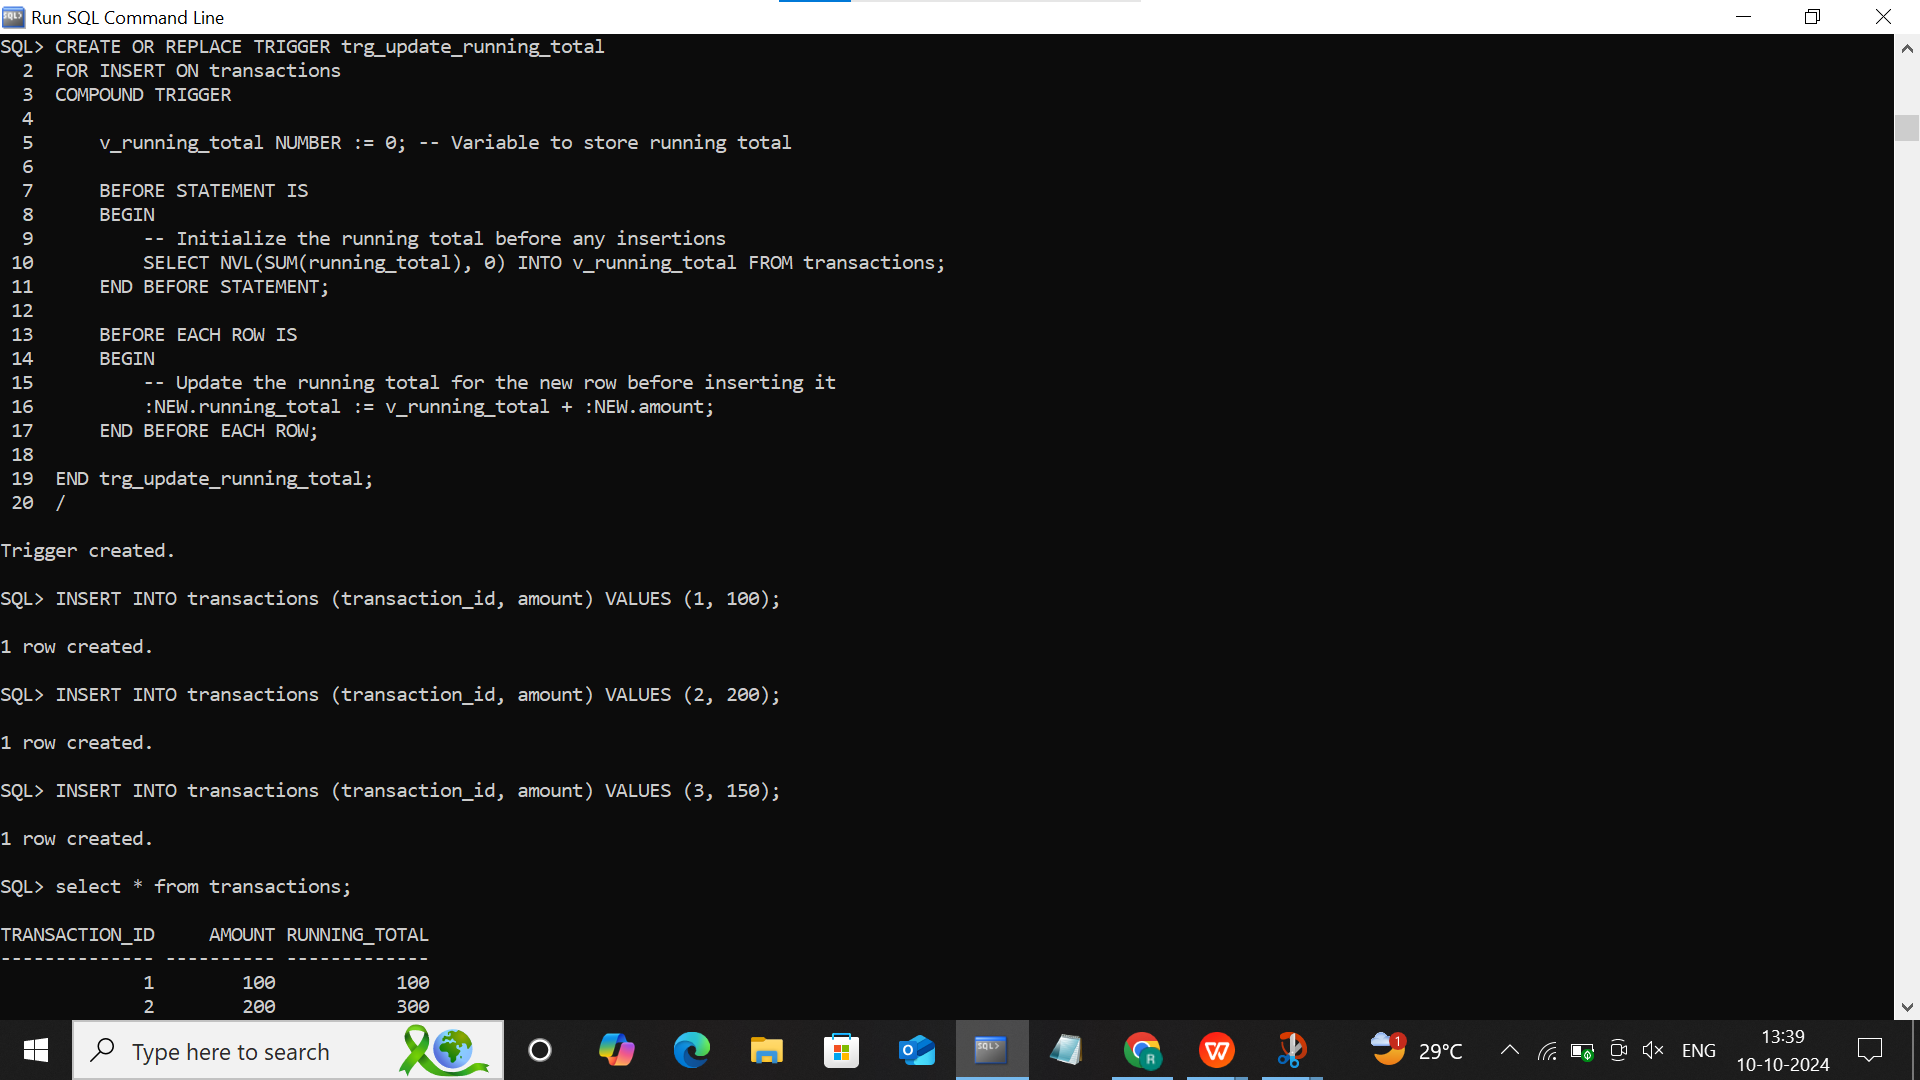 Run SQL Command Line
SQL> CREATE OR REPLACE TRIGGER trg_update_running_total
  2  FOR INSERT ON transactions
  3  COMPOUND TRIGGER
  4
  5      v_running_total NUMBER := 0; -- Variable to store running total
  6
  7      BEFORE STATEMENT IS
  8      BEGIN
  9          -- Initialize the running total before any insertions
 10          SELECT NVL(SUM(running_total), 0) INTO v_running_total FROM transactions;
 11      END BEFORE STATEMENT;
 12
 13      BEFORE EACH ROW IS
 14      BEGIN
 15          -- Update the running total for the new row before inserting it
 16          :NEW.running_total := v_running_total + :NEW.amount;
 17      END BEFORE EACH ROW;
 18
 19  END trg_update_running_total;
 20  /
Trigger created.
SQL> INSERT INTO transactions (transaction_id, amount) VALUES (1, 100);
1 row created.
SQL> INSERT INTO transactions (transaction_id, amount) VALUES (2, 200);
1 row created.
SQL> INSERT INTO transactions (transaction_id, amount) VALUES (3, 150);
1 row created.
SQL> select * from transactions;
TRANSACTION_ID     AMOUNT RUNNING_TOTAL
-------------- ---------- -------------
             1        100           100
             2        200           300
Type here to search
SQL>
R
W
1
29°C
ENG
13:39
10-10-2024